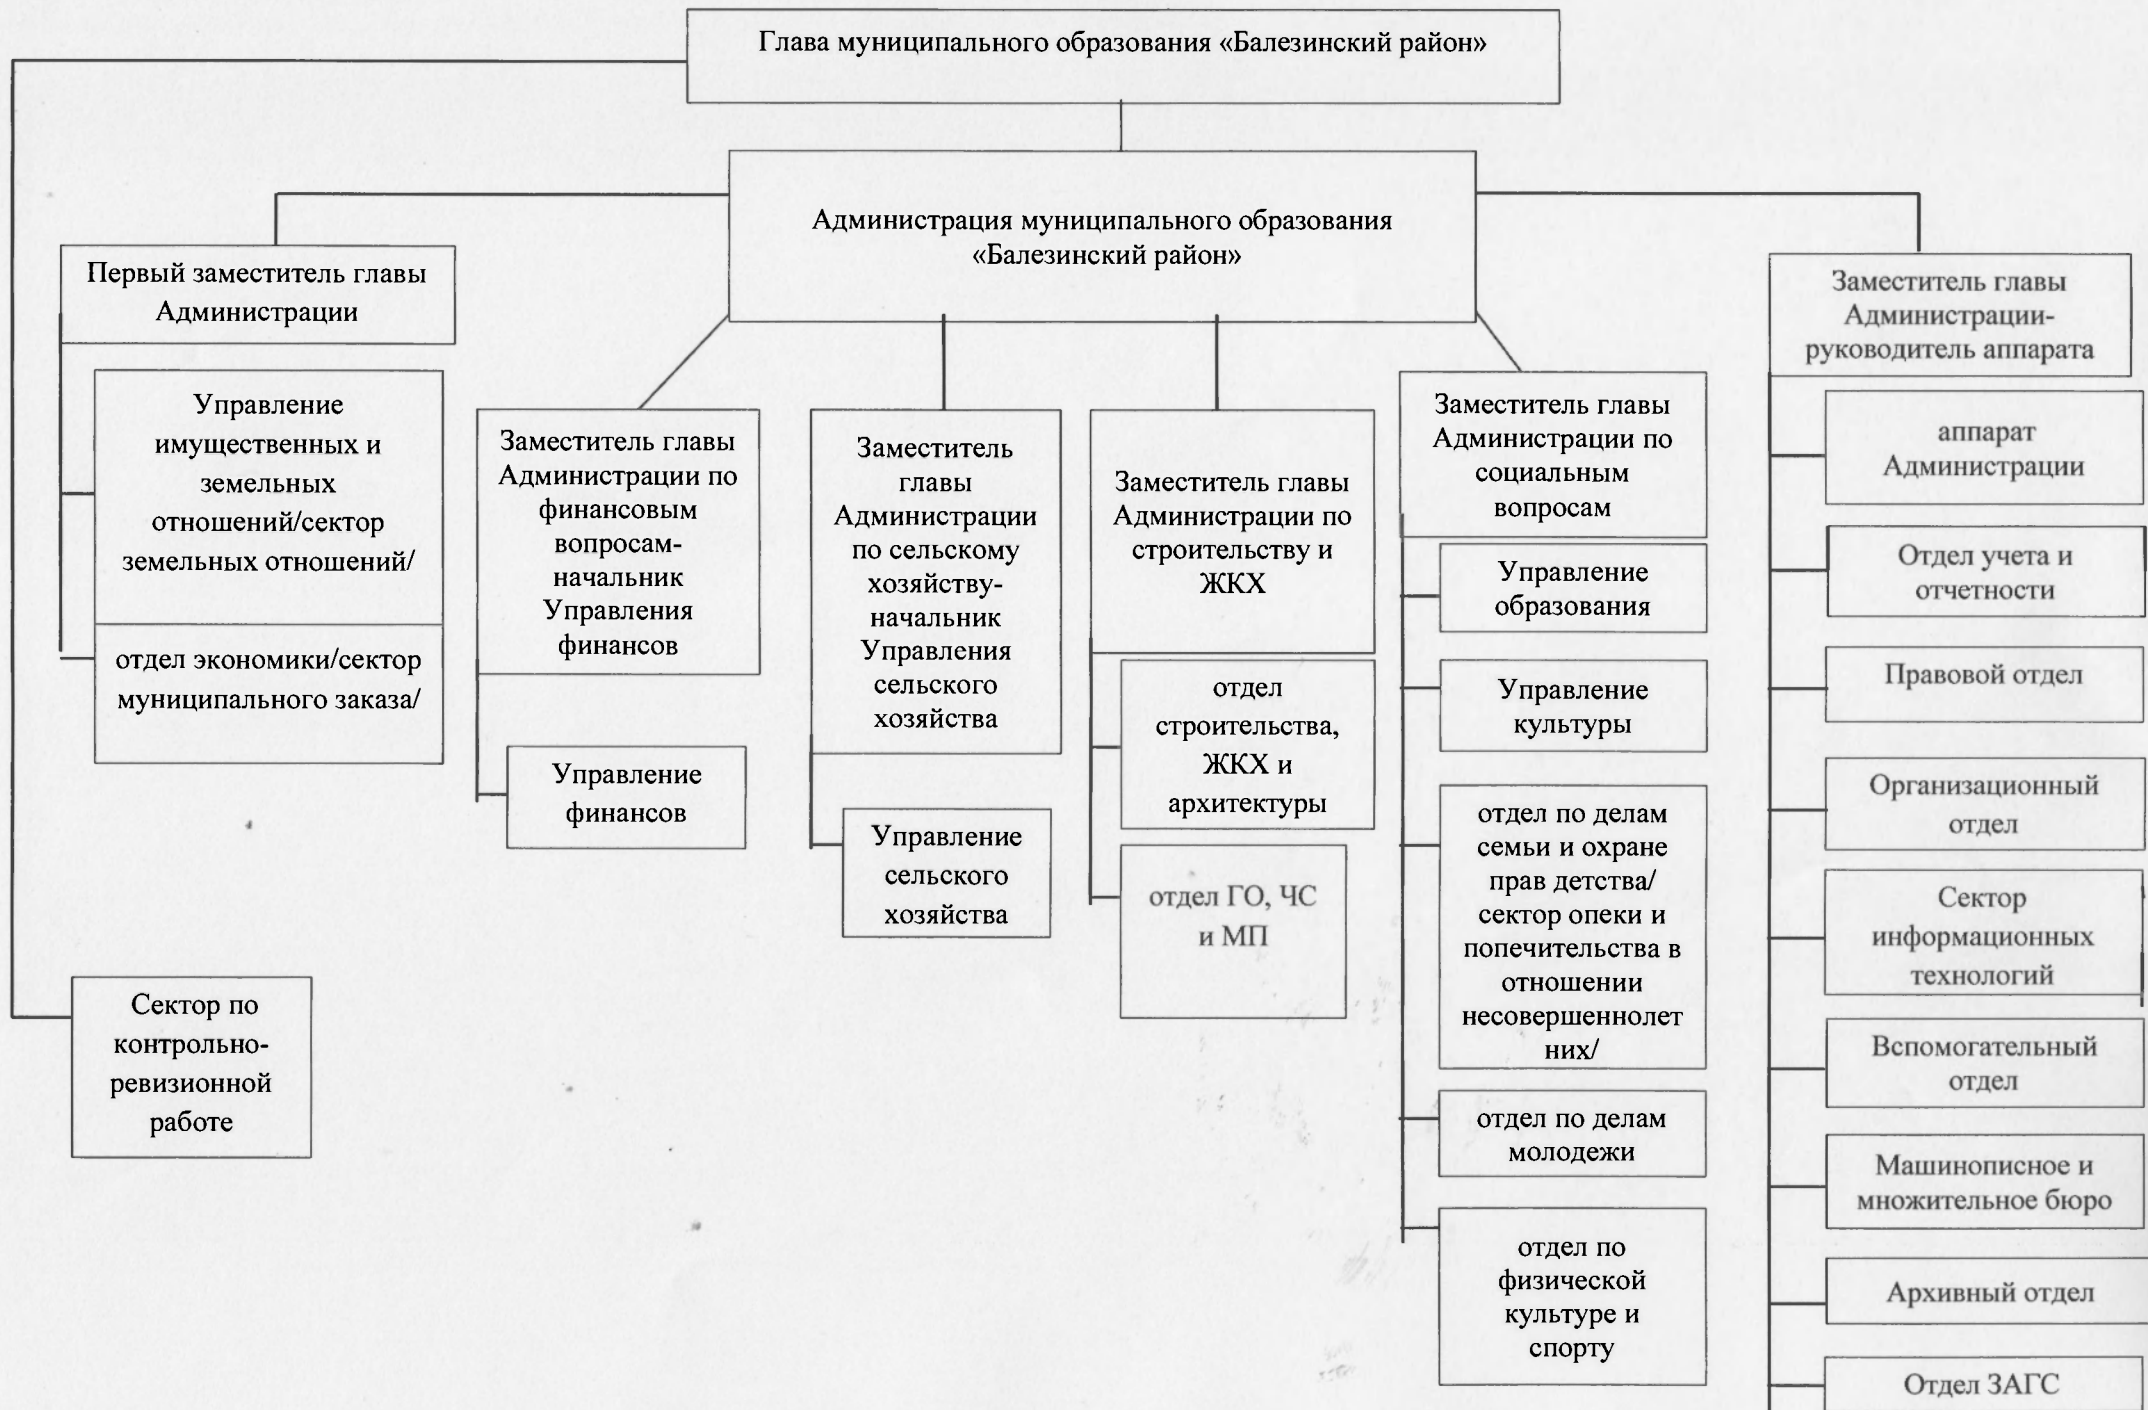 Глава муниципального образования «Балезинский район»
Администрация муниципального образования
«Балезинский район»
Первый заместитель главы
Администрации
Управление
имущественных и
земельных
отношений/сектор
земельных отношений/
отдел экономики/сектор
муниципального заказа/
Сектор по
контрольно-
ревизионной
работе
Заместитель главы
Администрации по
финансовым
вопросам-
начальник
Управления
финансов
Управление
финансов
Заместитель
главы
Администрации
по сельскому
хозяйству-
начальник
Управления
сельского
хозяйства
Управление
сельского
хозяйства
Заместитель главы
Администрации по
строительству и
ЖКХ
отдел
строительства,
ЖКХ и
архитектуры
отдел ГО, ЧС
и МП
Заместитель главы
Администрации по
социальным
вопросам
Управление
образования
Управление
культуры
отдел по делам
семьи и охране
прав детства/
сектор опеки и
попечительства в
отношении
несовершеннолет
них/
отдел по делам
молодежи
отдел по
физической
культуре и
спорту
Заместитель главы
Администрации-
руководитель аппарата
аппарат
Администрации
Отдел учета и
отчетности
Правовой отдел
Организационный
отдел
Сектор
информационных
технологий
Вспомогательный
отдел
Машинописное и
множительное бюро
Архивный отдел
Отдел ЗАГС